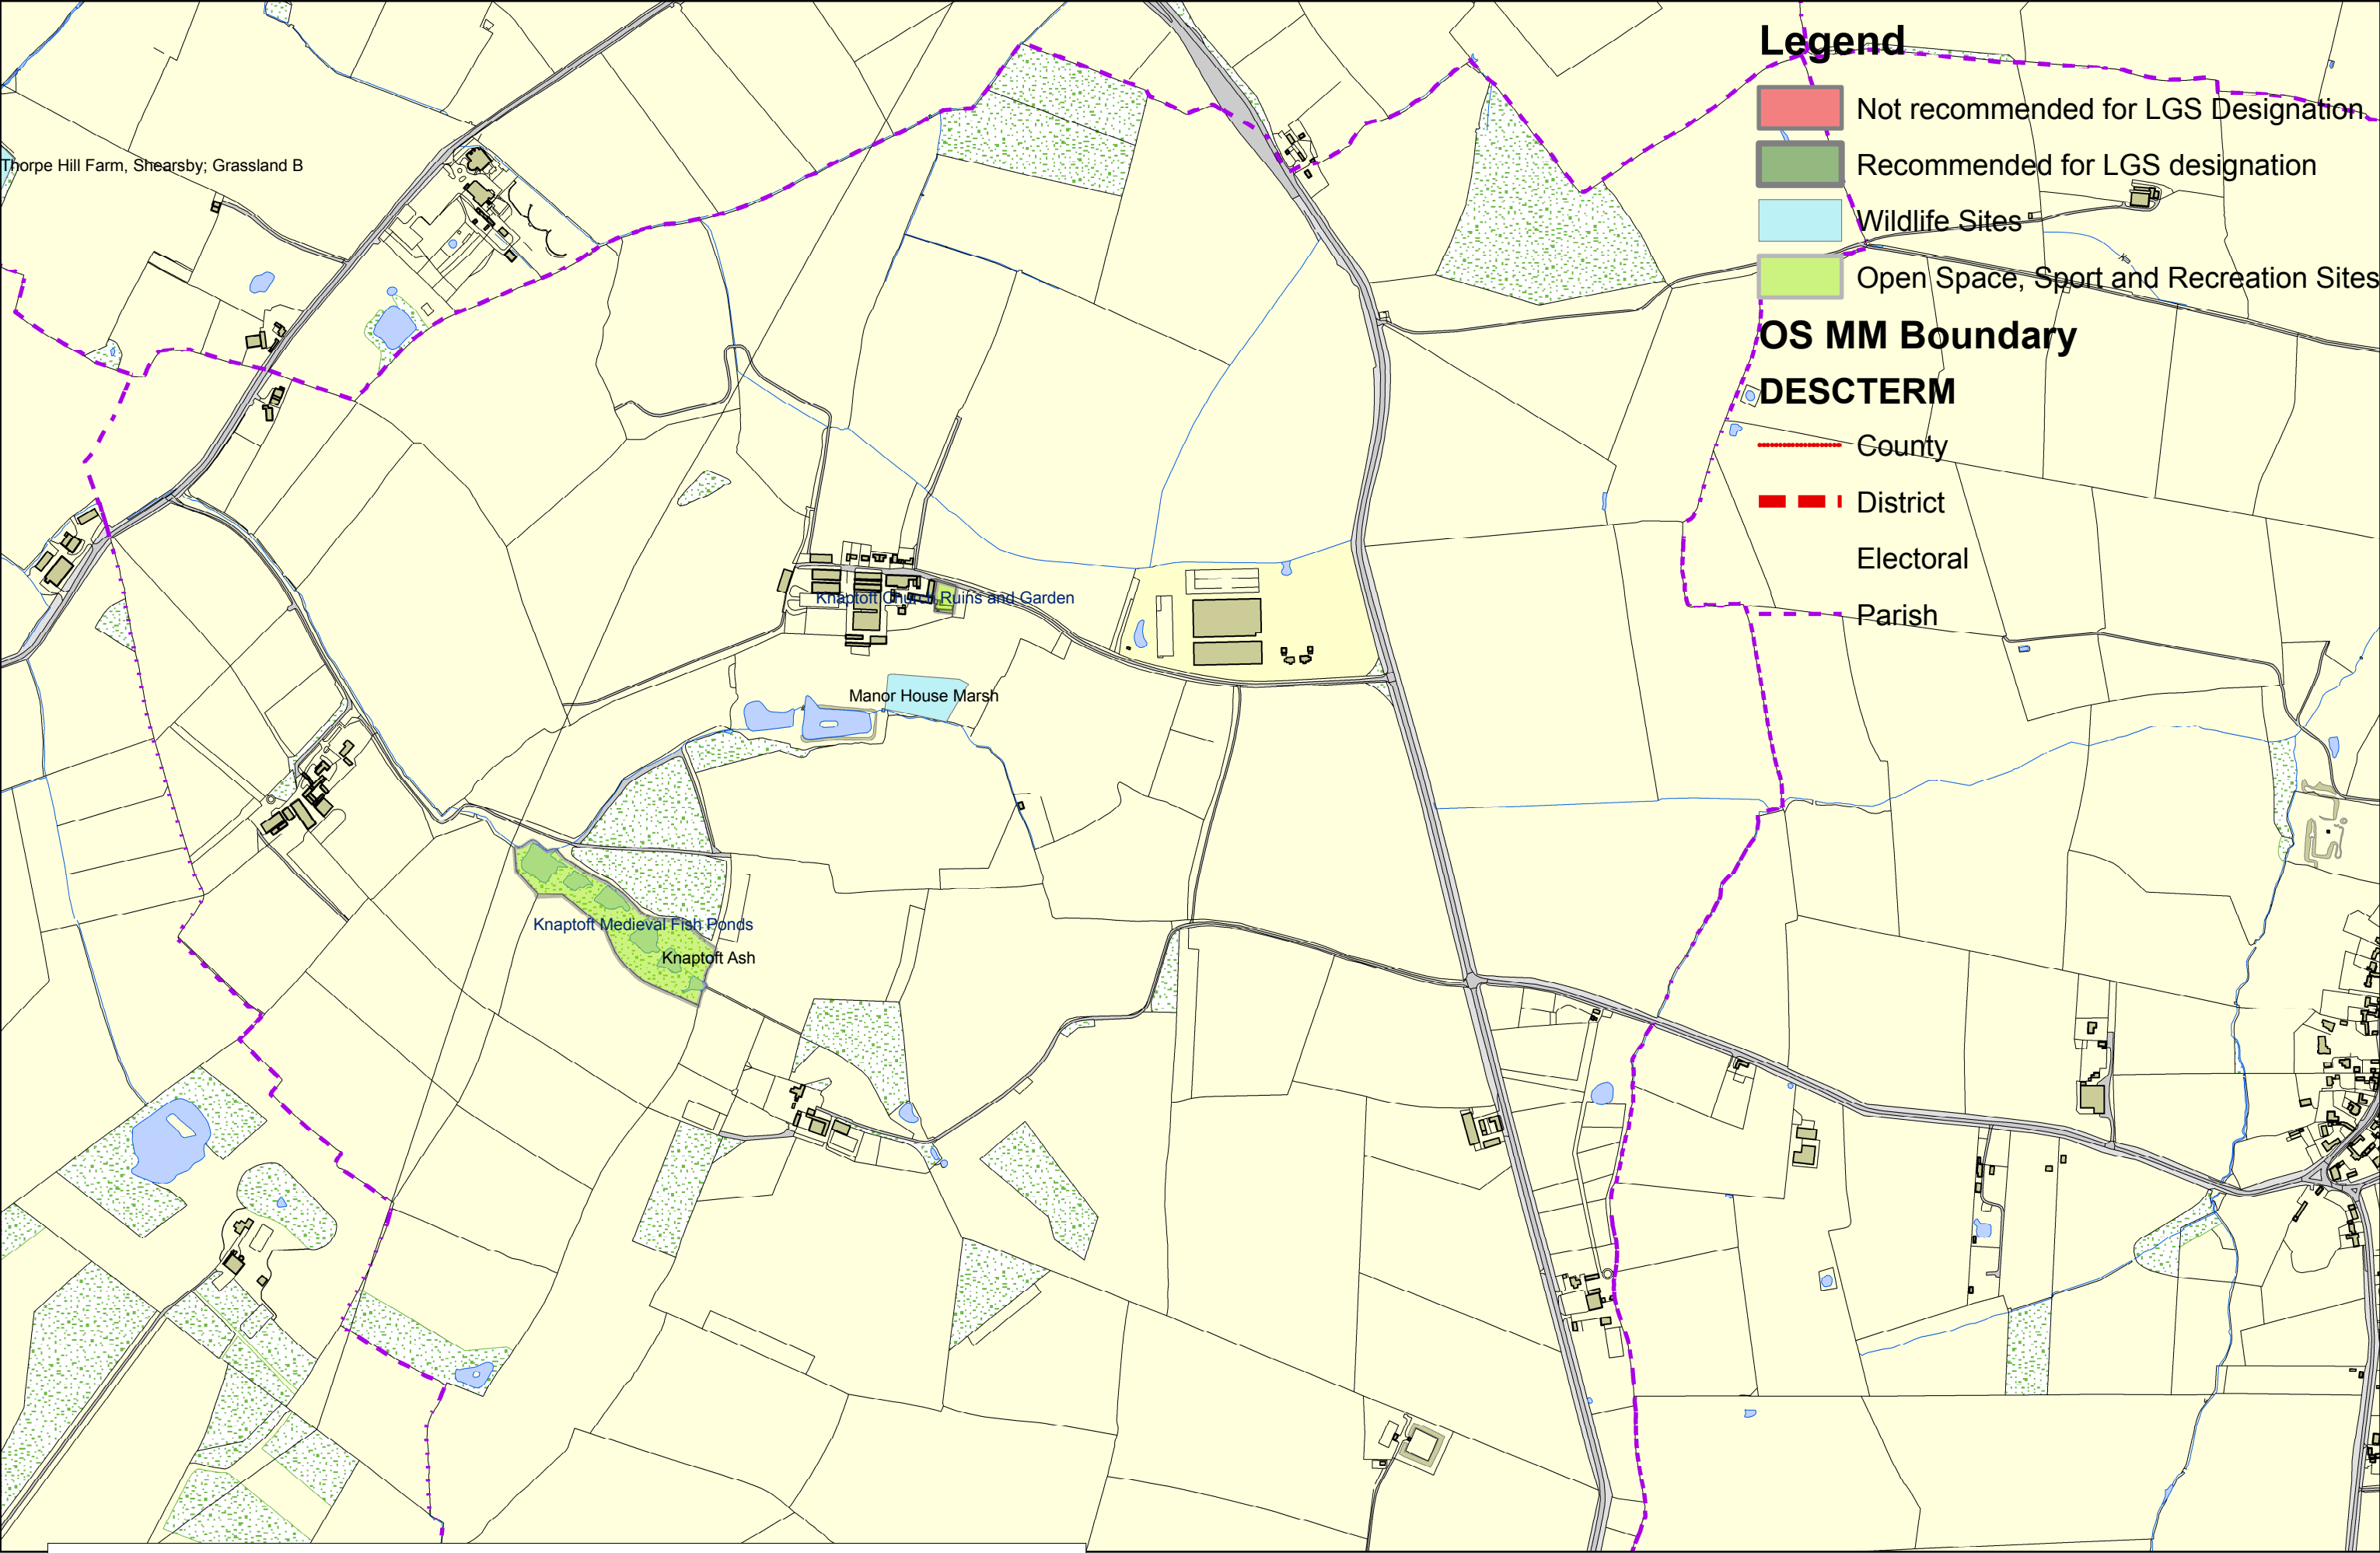 Legend
Not recommended for LGS Designation
Recommended for LGS designation
Wildlife Sites
Open Space, Sport and Recreation Sites
OS MM Boundary
DESCTERM
County
District
Electoral
Parish
Thorpe Hill Farm, Shearsby; Grassland B
Knaptoft Church Ruins and Garden
Manor House Marsh
Knaptoft Medieval Fish Ponds
Knaptoft Ash